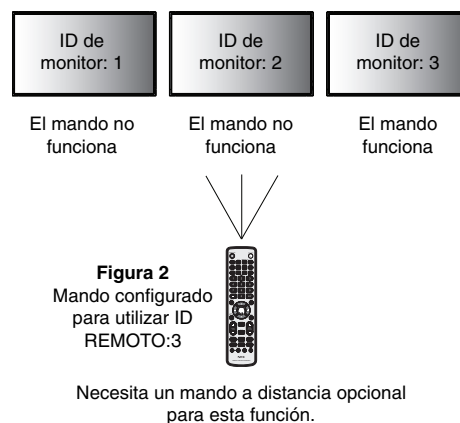 ID de
monitor: 1
ID de
monitor: 2
ID de
monitor: 3
El mando no
funciona
El mando no
funciona
El mando
funciona
Figura 2
Mando configurado
para utilizar ID
REMOTO:3
Necesita un mando a distancia opcional
para esta función.